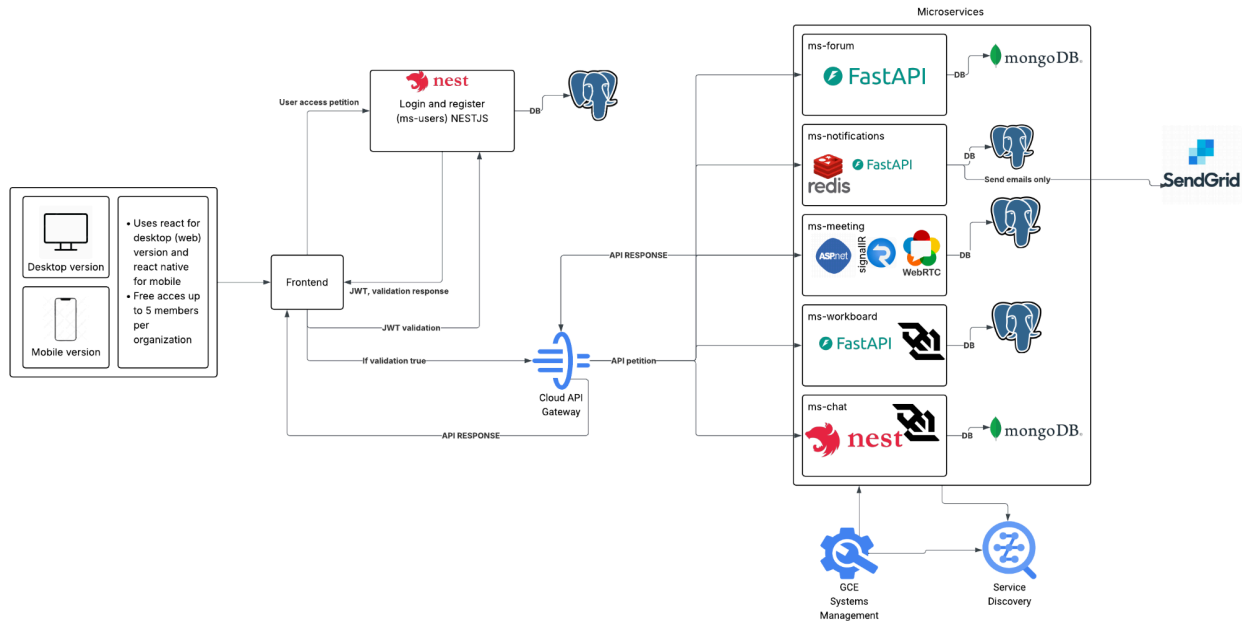 Microservices
ms-forum
FastAPI
DB
mongoDB
nest
Login and register
(ms-users) NESTJS
DB
User access petition
ms-notifications
redis
FastAPI
DB
Send emails only
SendGrid
Desktop version
Mobile version
• Uses react for
desktop (web)
version and
react native
for mobile
• Free acces up
to 5 members
per
organization
Frontend
JWT, validation response
JWT validation
If validation true
API RESPONSE
Cloud API
Gateway
API petition
API RESPONSE
ms-meeting
ASP.net
signalIR
WebRTC
DB
ms-workboard
FastAPI
DB
ms-chat
nest
DB
mongoDB
GCE
Systems
Management
Service
Discovery